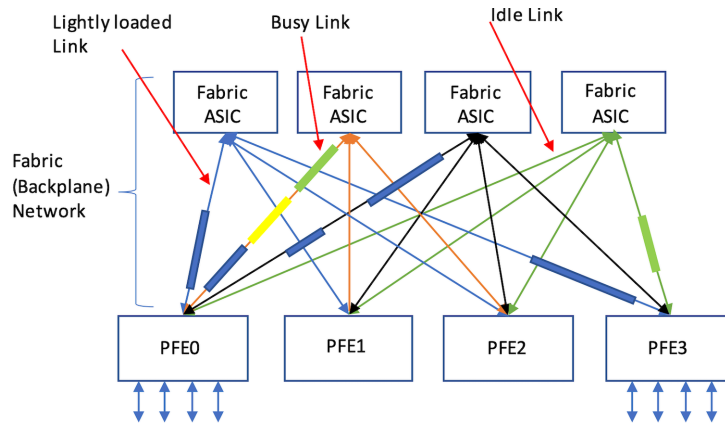 Lightly loaded
Link
Busy Link
Idle Link
Fabric
ASIC
Fabric
ASIC
Fabric
ASIC
Fabric
ASIC
Fabric
(Backplane)
Network
PFE0
PFE1
PFE2
PFE3